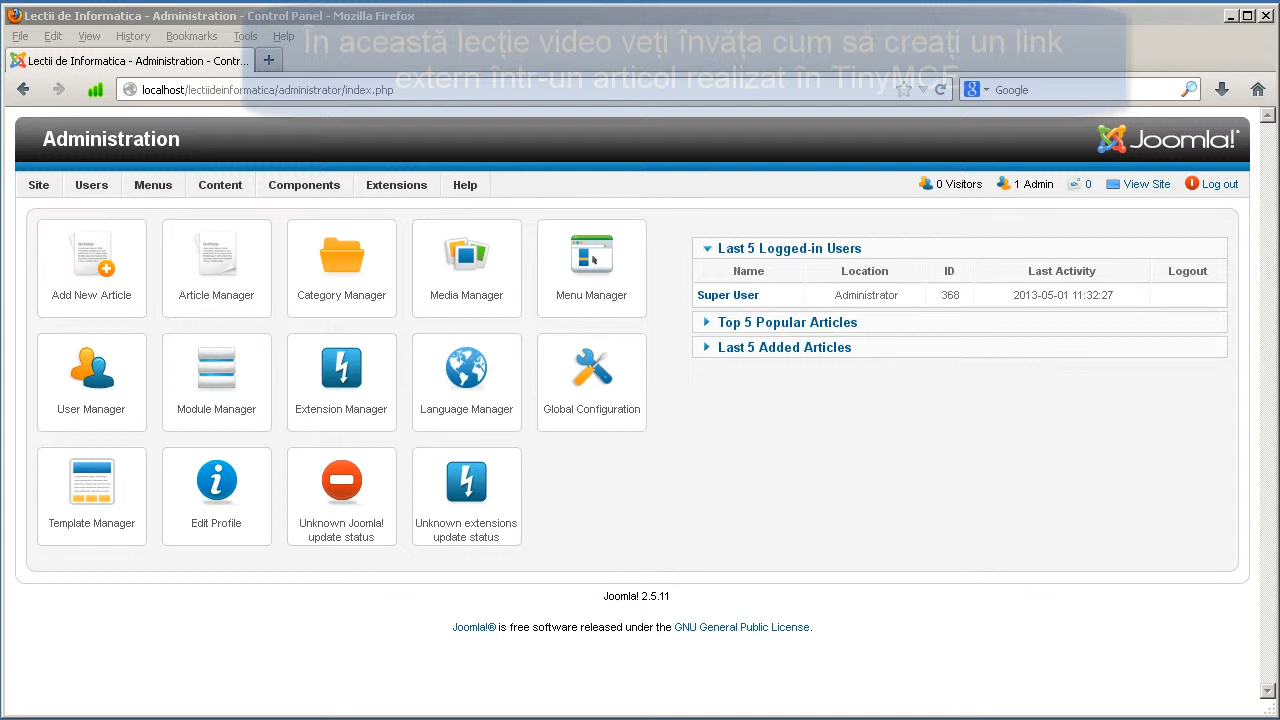 Lectii de Informatica - Administration - Control Panel - Mozilla Firefox
File Edit View History Bookmarks Tools Help
În această lecție video veți învăța cum să creați un link
extern într-un articol realizat în TinyMCE
Lectii de Informatica - Administration - Contr...
Google
Administration
Joomla!
Site Users Menus Content Components Extensions Help
0 Visitors 1 Admin 0 View Site Log out
Add New Article
Article Manager
Category Manager
Media Manager
Menu Manager
User Manager
Module Manager
Extension Manager
Language Manager
Global Configuration
Template Manager
Edit Profile
Unknown Joomla!
update status
Unknown extensions
update status
Last 5 Logged-in Users
Name Location ID Last Activity Logout
Super User Administrator 368 2013-05-01 11:32:27
Top 5 Popular Articles
Last 5 Added Articles
Joomla! 2.5.11
Joomla!® is free software released under the GNU General Public License.